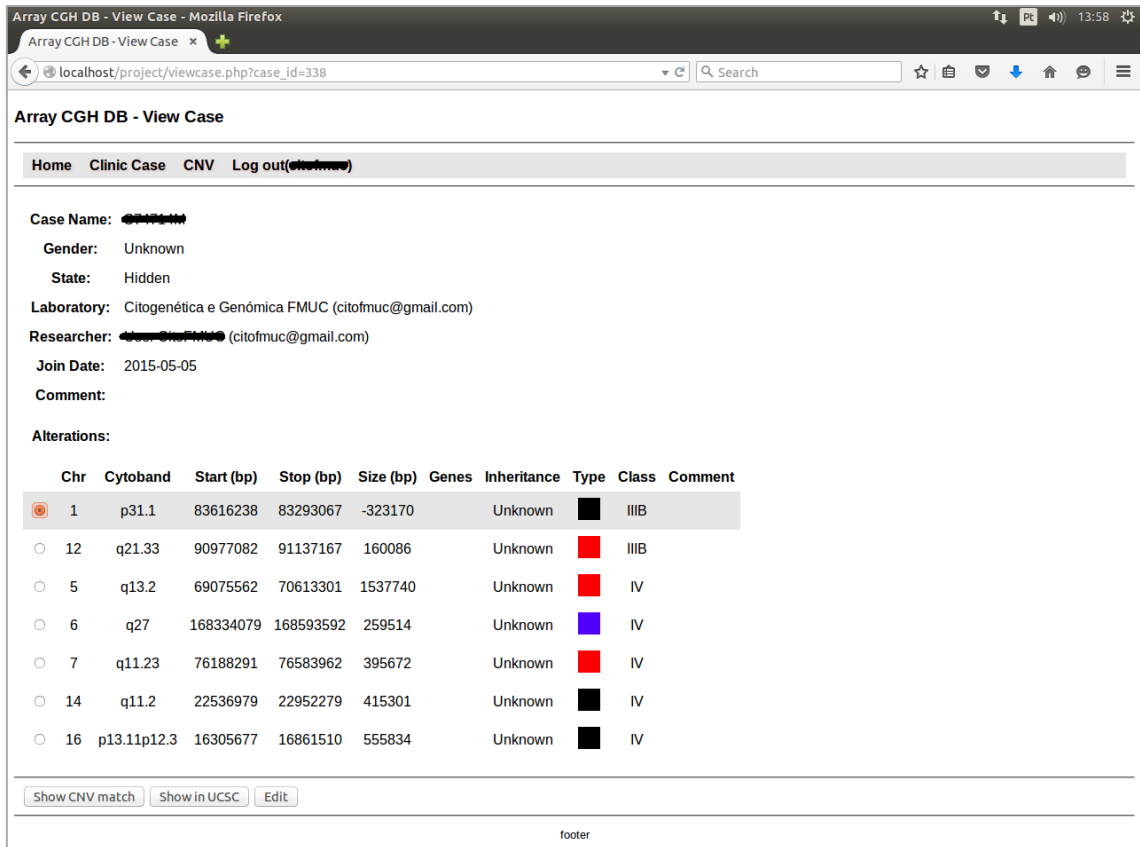 Array CGH DB - View Case - Mozilla Firefox Pt 13:58
Array CGH DB - View Case ×
localhost/project/viewcase.php?case_id=338 Search
Array CGH DB - View Case
Home Clinic Case CNV Log out( )
Case Name:
Gender: Unknown
State: Hidden
Laboratory: Citogenética e Genómica FMUC (citofmuc@gmail.com)
Researcher: (citofmuc@gmail.com)
Join Date: 2015-05-05
Comment:
Alterations:
Chr Cytoband Start (bp) Stop (bp) Size (bp) Genes Inheritance Type Class Comment
1 p31.1 83616238 83293067 -323170 Unknown IIIB
12 q21.33 90977082 91137167 160086 Unknown IIIB
5 q13.2 69075562 70613301 1537740 Unknown IV
6 q27 168334079 168593592 259514 Unknown IV
7 q11.23 76188291 76583962 395672 Unknown IV
14 q11.2 22536979 22952279 415301 Unknown IV
16 p13.11p12.3 16305677 16861510 555834 Unknown IV
Show CNV match Show in UCSC Edit
footer